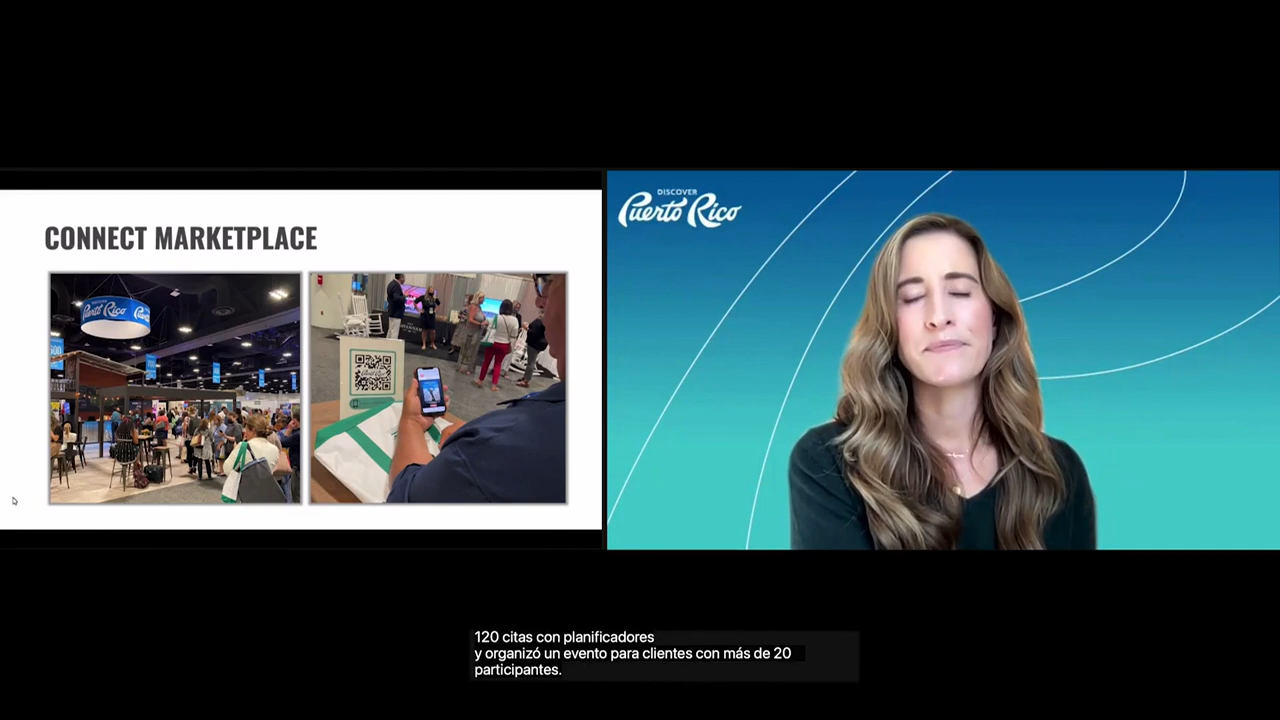 CONNECT MARKETPLACE
Puerto Rico
DISCOVER
Puerto Rico
120 citas con planificadores
y organizó un evento para clientes con más de 20
participantes.